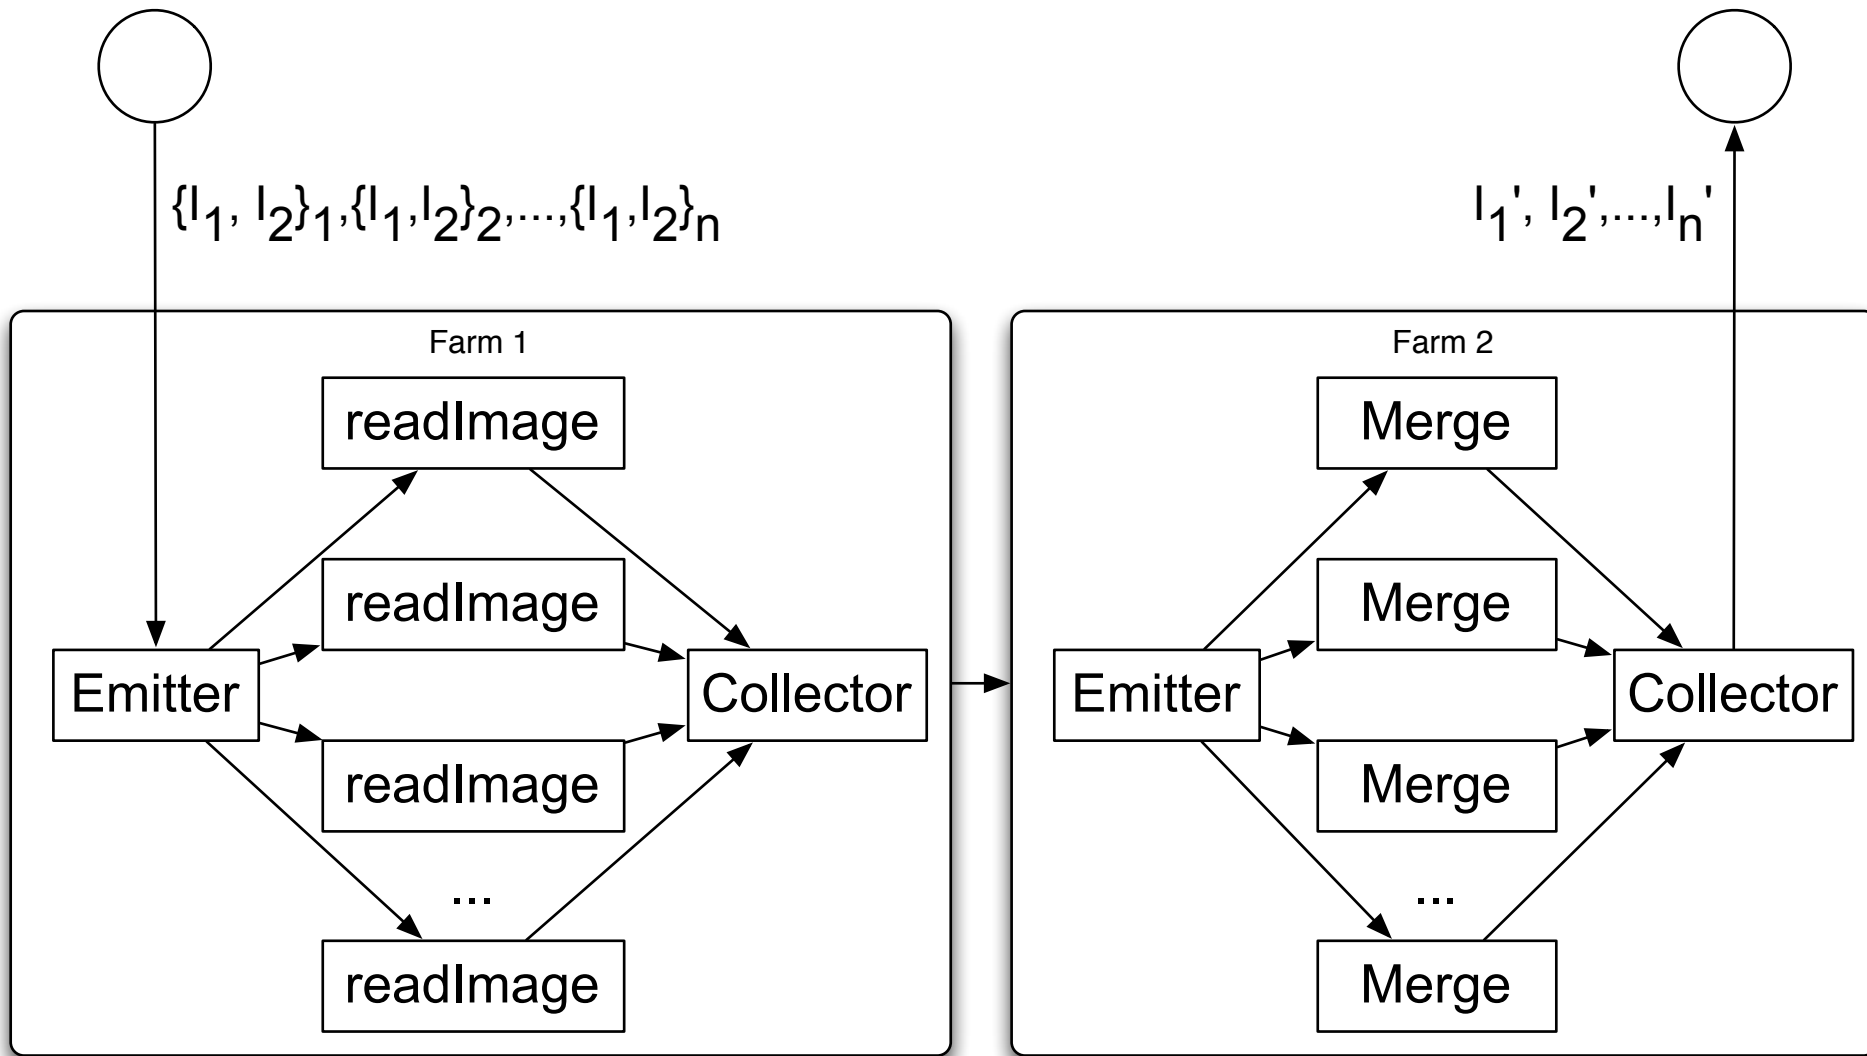 {I1, I2}1,{I1,I2}2,...,{I1,I2}n
I1', I2',...,In'
Farm 1
readImage
readImage
Emitter
Collector
readImage
...
readImage
Farm 2
Merge
Merge
Emitter
Collector
Merge
...
Merge